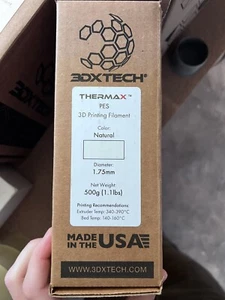 3DXTECH®
THERMAX™
PES
3D Printing Filament
Color:
Natural
Diameter:
1.75mm
Net Weight
500g (1.1lbs)
Printing Recommendations:
Extruder Temp: 340-390°C
Bed Temp: 140-160°C
MADE
IN THE USA
WWW.3DXTECH.COM